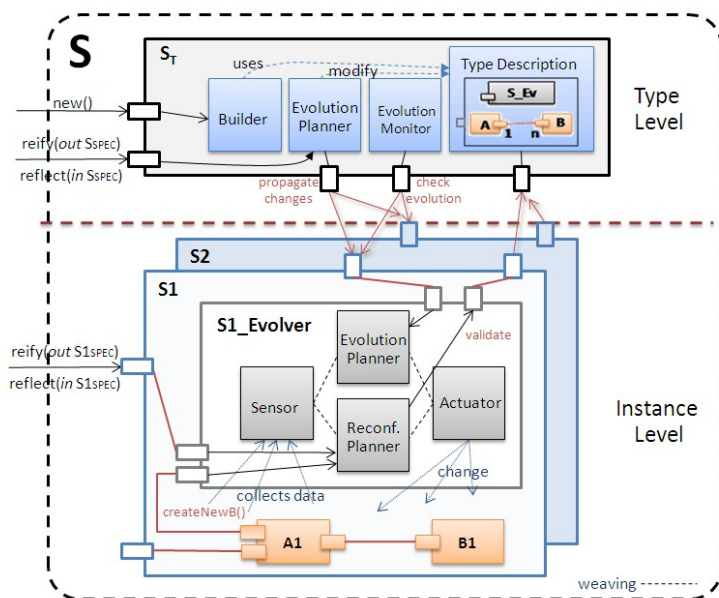 S
S_T
uses
modify
Type Description
S_Ev
A
1
n
B
Builder
Evolution
Planner
Evolution
Monitor
Type
Level
new()
reify(out SSPEC)
reflect(in SSPEC)
propagate
changes
check
evolution
S2
S1
S1_Evolver
Evolution
Planner
validate
reify(out S1SPEC)
reflect(in S1SPEC)
Sensor
Reconf.
Planner
Actuator
Instance
Level
change
collects data
createNewB()
A1
B1
weaving